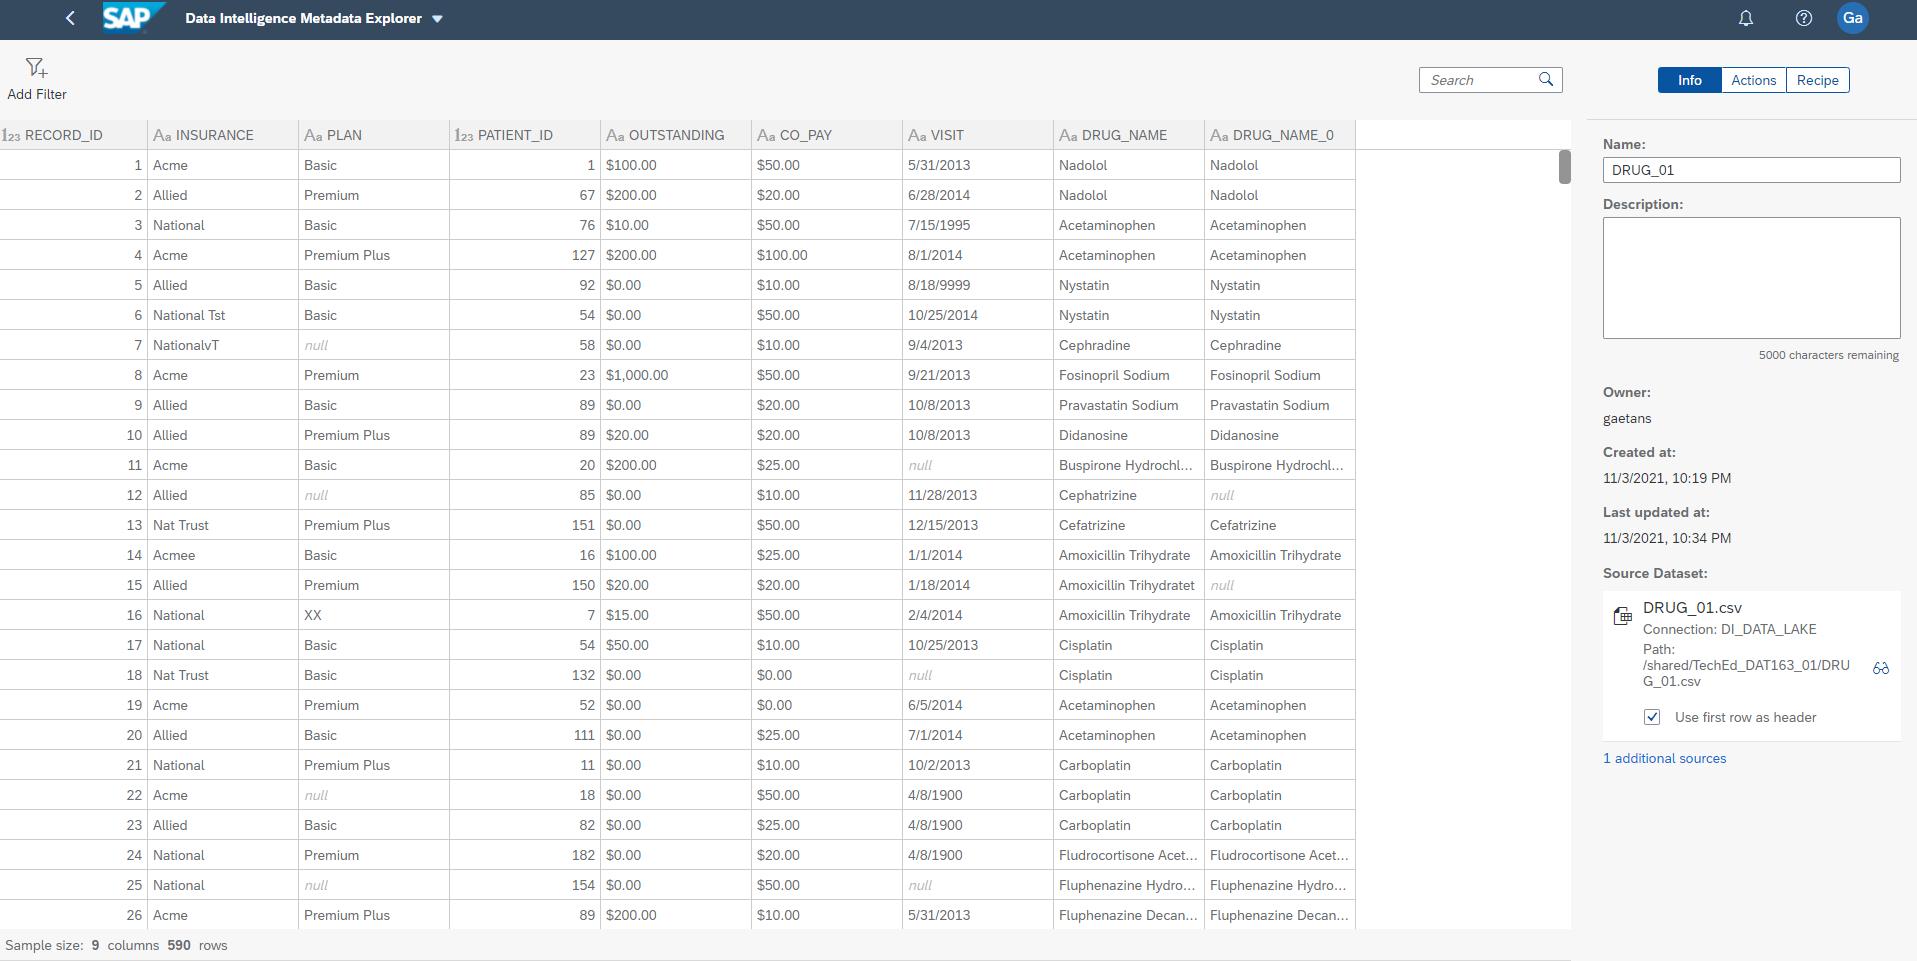 SAP Data Intelligence Metadata Explorer Ga
Add Filter
Search
Info Actions Recipe
123 RECORD_ID Aa INSURANCE Aa PLAN 123 PATIENT_ID Aa OUTSTANDING Aa CO_PAY Aa VISIT Aa DRUG_NAME Aa DRUG_NAME_0
1 Acme Basic 1 $100.00 $50.00 5/31/2013 Nadolol Nadolol
2 Allied Premium 67 $200.00 $20.00 6/28/2014 Nadolol Nadolol
3 National Basic 76 $10.00 $50.00 7/15/1995 Acetaminophen Acetaminophen
4 Acme Premium Plus 127 $200.00 $100.00 8/1/2014 Acetaminophen Acetaminophen
5 Allied Basic 92 $0.00 $10.00 8/18/9999 Nystatin Nystatin
6 National Tst Basic 54 $0.00 $50.00 10/25/2014 Nystatin Nystatin
7 NationalvT null 58 $0.00 $10.00 9/4/2013 Cephradine Cephradine
8 Acme Premium 23 $1,000.00 $50.00 9/21/2013 Fosinopril Sodium Fosinopril Sodium
9 Allied Basic 89 $0.00 $20.00 10/8/2013 Pravastatin Sodium Pravastatin Sodium
10 Allied Premium Plus 89 $20.00 $20.00 10/8/2013 Didanosine Didanosine
11 Acme Basic 20 $200.00 $25.00 null Buspirone Hydrochl... Buspirone Hydrochl...
12 Allied null 85 $0.00 $10.00 11/28/2013 Cephatrizine null
13 Nat Trust Premium Plus 151 $0.00 $50.00 12/15/2013 Cefatrizine Cefatrizine
14 Acmee Basic 16 $100.00 $25.00 1/1/2014 Amoxicillin Trihydrate Amoxicillin Trihydrate
15 Allied Premium 150 $20.00 $20.00 1/18/2014 Amoxicillin Trihydratet null
16 National XX 7 $15.00 $50.00 2/4/2014 Amoxicillin Trihydrate Amoxicillin Trihydrate
17 National Basic 54 $50.00 $10.00 10/25/2013 Cisplatin Cisplatin
18 Nat Trust Basic 132 $0.00 $0.00 null Cisplatin Cisplatin
19 Acme Premium 52 $0.00 $0.00 6/5/2014 Acetaminophen Acetaminophen
20 Allied Basic 111 $0.00 $25.00 7/1/2014 Acetaminophen Acetaminophen
21 National Premium Plus 11 $0.00 $10.00 10/2/2013 Carboplatin Carboplatin
22 Acme null 18 $0.00 $50.00 4/8/1900 Carboplatin Carboplatin
23 Allied Basic 82 $0.00 $25.00 4/8/1900 Carboplatin Carboplatin
24 National Premium 182 $0.00 $20.00 4/8/1900 Fludrocortisone Acet... Fludrocortisone Acet...
25 National null 154 $0.00 $50.00 null Fluphenazine Hydro... Fluphenazine Hydro...
26 Acme Premium Plus 89 $200.00 $10.00 5/31/2013 Fluphenazine Decan... Fluphenazine Decan...
Sample size: 9 columns 590 rows
Name:
DRUG_01
Description:
5000 characters remaining
Owner:
gaetans
Created at:
11/3/2021, 10:19 PM
Last updated at:
11/3/2021, 10:34 PM
Source Dataset:
DRUG_01.csv
Connection: DI_DATA_LAKE
Path:
/shared/TechEd_DAT163_01/DRU
G_01.csv
Use first row as header
1 additional sources